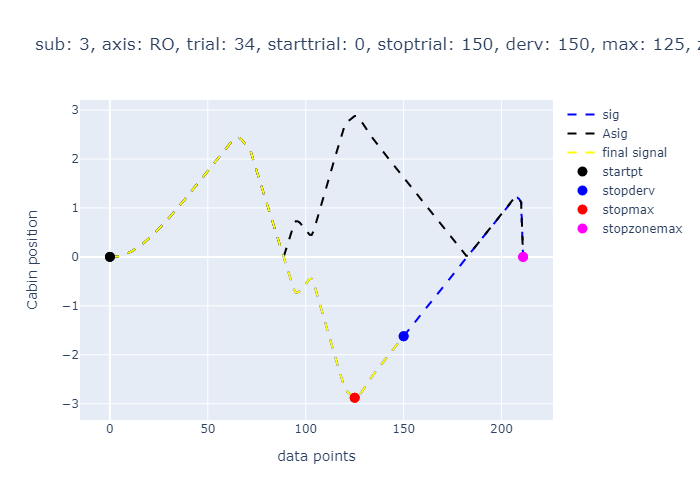 sub: 3, axis: RO, trial: 34, starttrial: 0, stoptrial: 150, derv: 150, max: 125,
3
2
1
0
−1
−2
−3
Cabin position
0
50
100
150
200
data points
sig
Asig
final signal
startpt
stopderv
stopmax
stopzonemax